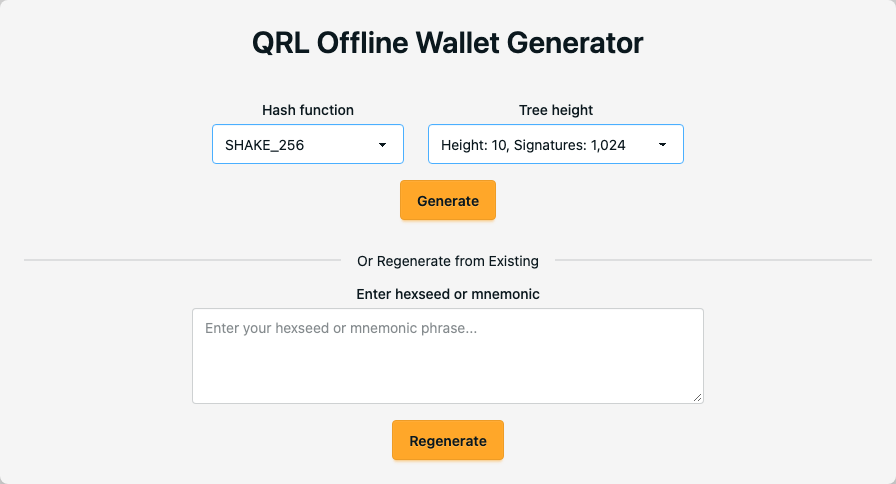 QRL Offline Wallet Generator
Hash function
Tree height
SHAKE_256
Height: 10, Signatures: 1,024
Generate
Or Regenerate from Existing
Enter hexseed or mnemonic
Enter your hexseed or mnemonic phrase...
Regenerate